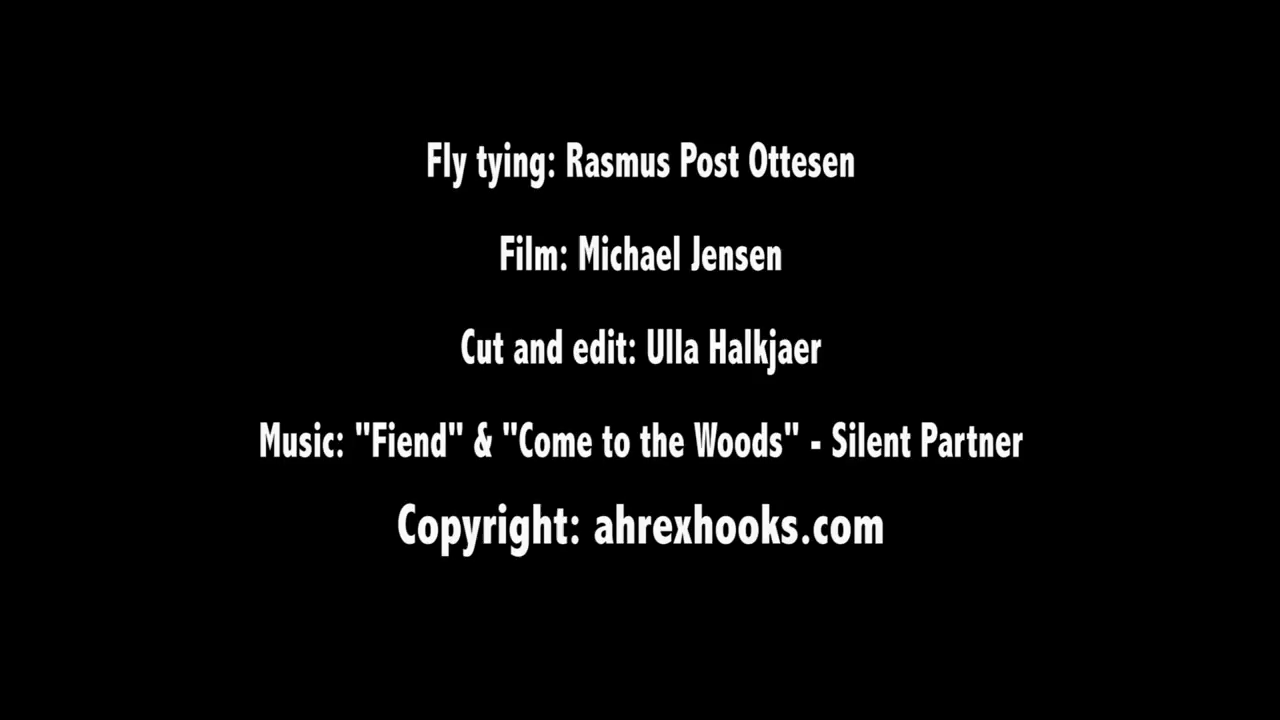 Fly tying: Rasmus Post Ottesen
Film: Michael Jensen
Cut and edit: Ulla Halkjaer
Music: "Fiend" & "Come to the Woods" - Silent Partner
Copyright: ahrexhooks.com